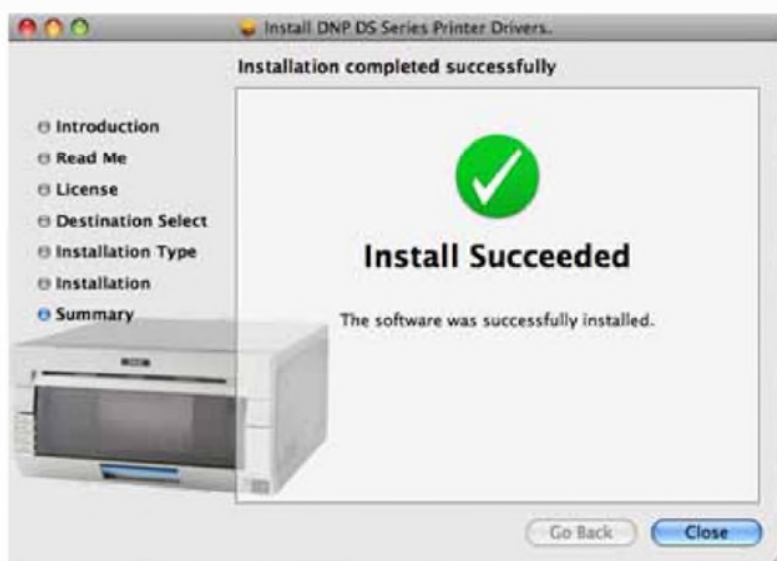 Install DNP DS Series Printer Drivers.
Installation completed successfully
Introduction
Read Me
License
Destination Select
Installation Type
Installation
Summary
Install Succeeded
The software was successfully installed.
Go Back
Close